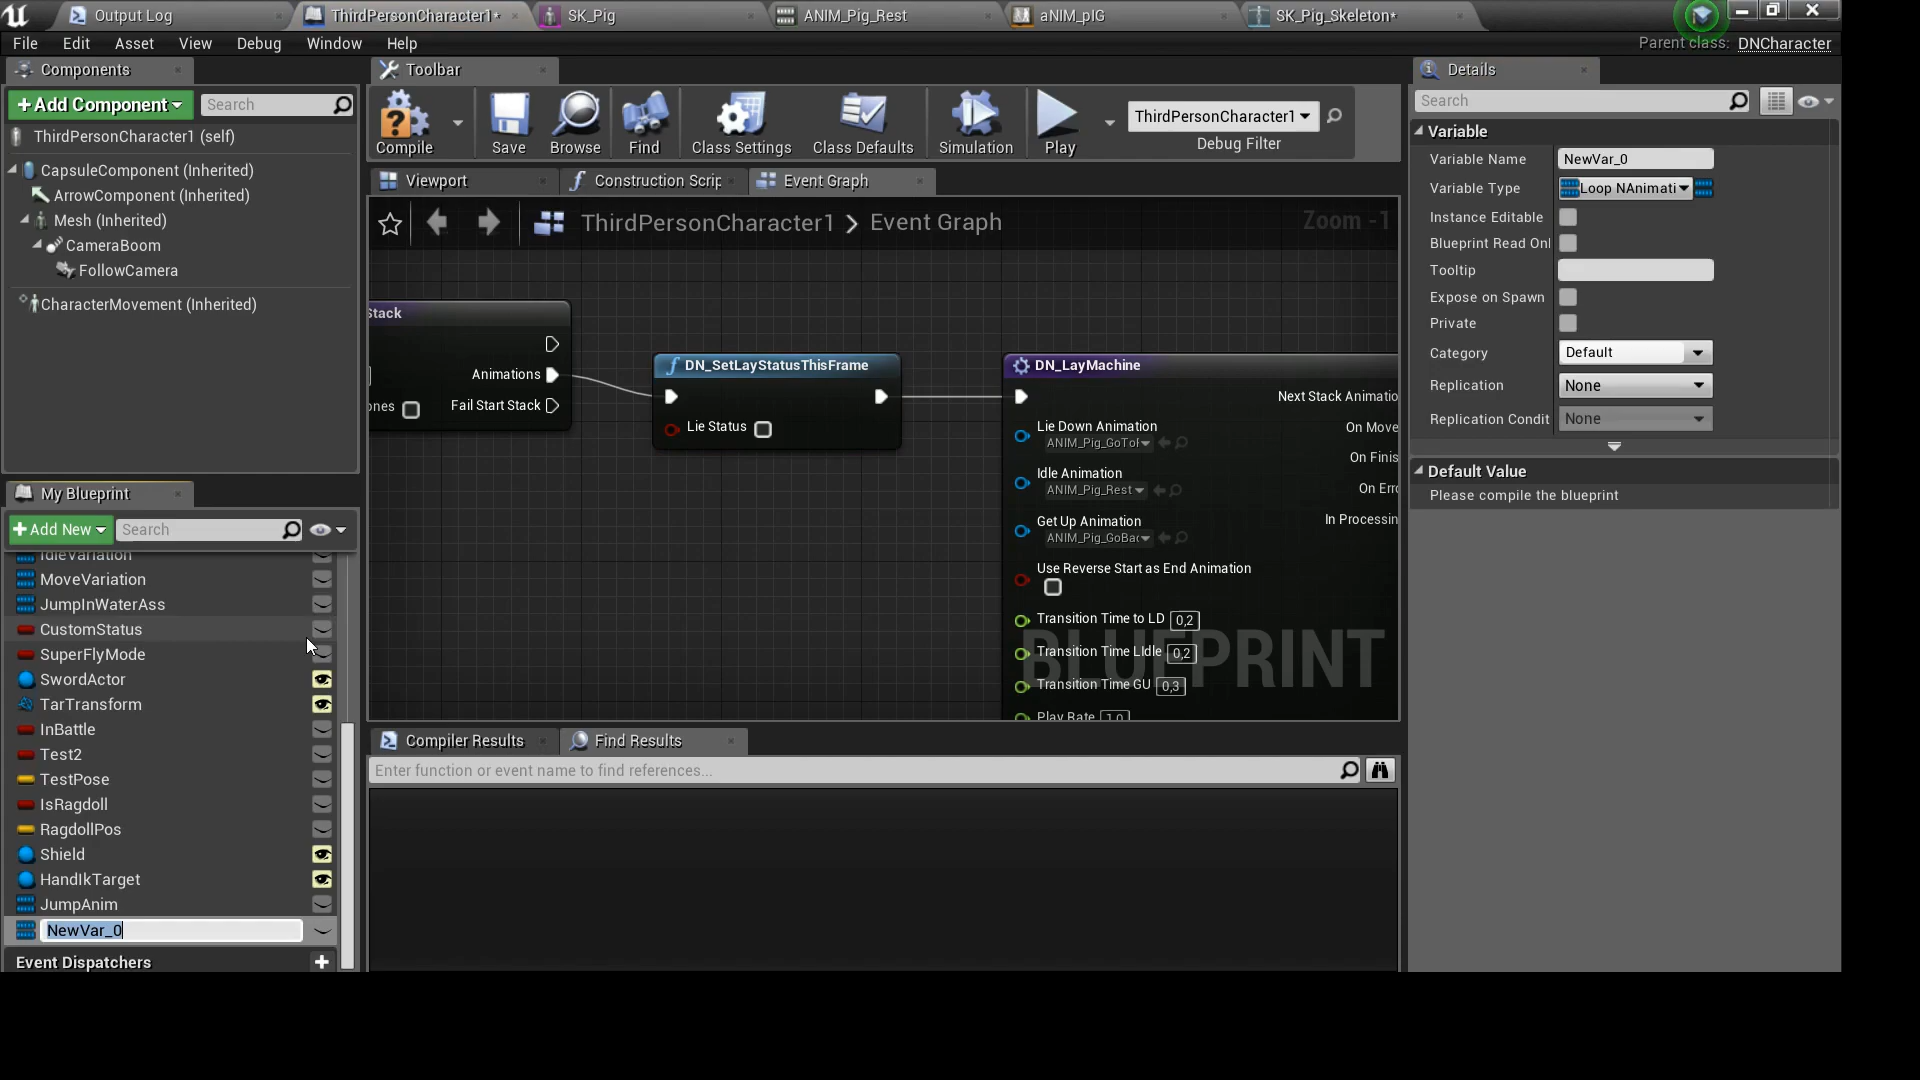 Output Log
ThirdPersonCharacter1*
SK_Pig
ANIM_Pig_Rest
aNIM_pIG
SK_Pig_Skeleton*
File Edit Asset View Debug Window Help
Parent class: DNCharacter
Components
+Add Component
Search
ThirdPersonCharacter1 (self)
CapsuleComponent (Inherited)
ArrowComponent (Inherited)
Mesh (Inherited)
CameraBoom
FollowCamera
CharacterMovement (Inherited)
My Blueprint
+Add New
Search
IdleVariation
MoveVariation
JumpInWaterAss
CustomStatus
SuperFlyMode
SwordActor
TarTransform
InBattle
Test2
TestPose
IsRagdoll
RagdollPos
Shield
HandIkTarget
JumpAnim
NewVar_0
Event Dispatchers
Toolbar
Compile
Save
Browse
Find
Class Settings
Class Defaults
Simulation
Play
ThirdPersonCharacter1
Debug Filter
Viewport
Construction Scrip
Event Graph
ThirdPersonCharacter1 > Event Graph
Zoom -1
Stack
Animations
ones
Fail Start Stack
DN_SetLayStatusThisFrame
Lie Status
DN_LayMachine
Next Stack Animatio
Lie Down Animation
On Move
ANIM_Pig_GoToF
On Finis
Idle Animation
ANIM_Pig_Rest
On Erro
Get Up Animation
In Processin
ANIM_Pig_GoBac
Use Reverse Start as End Animation
Transition Time to LD 0,2
Transition Time LIdle 0,2
Transition Time GU 0,3
Play Rate 1,0
BLUEPRINT
Compiler Results
Find Results
Enter function or event name to find references...
Details
Search
Variable
Variable Name NewVar_0
Variable Type Loop NAnimati
Instance Editable
Blueprint Read Onl
Tooltip
Expose on Spawn
Private
Category Default
Replication None
Replication Condit None
Default Value
Please compile the blueprint